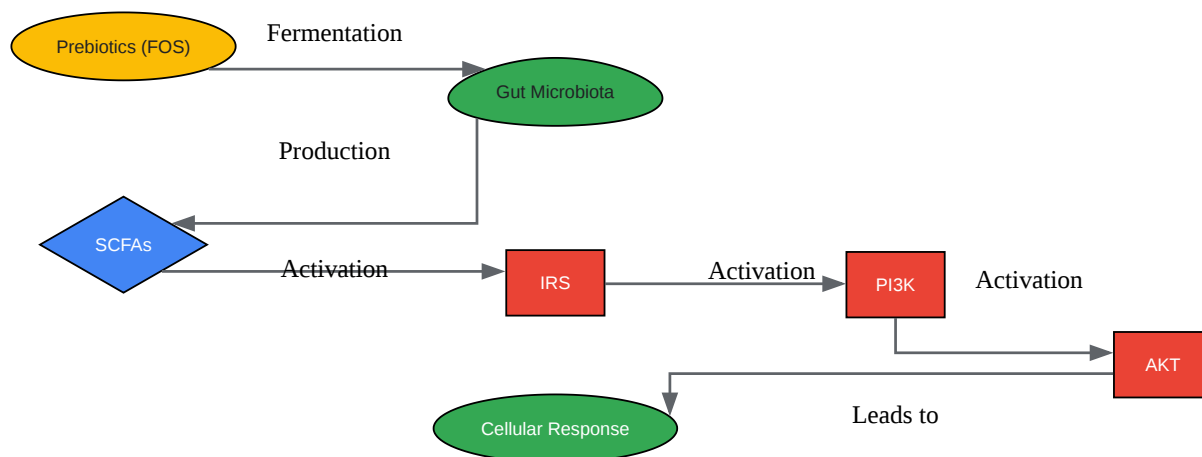 Prebiotics (FOS)
Fermentation
Gut Microbiota
Production
SCFAs
Activation
IRS
Activation
PI3K
Activation
AKT
Leads to
Cellular Response